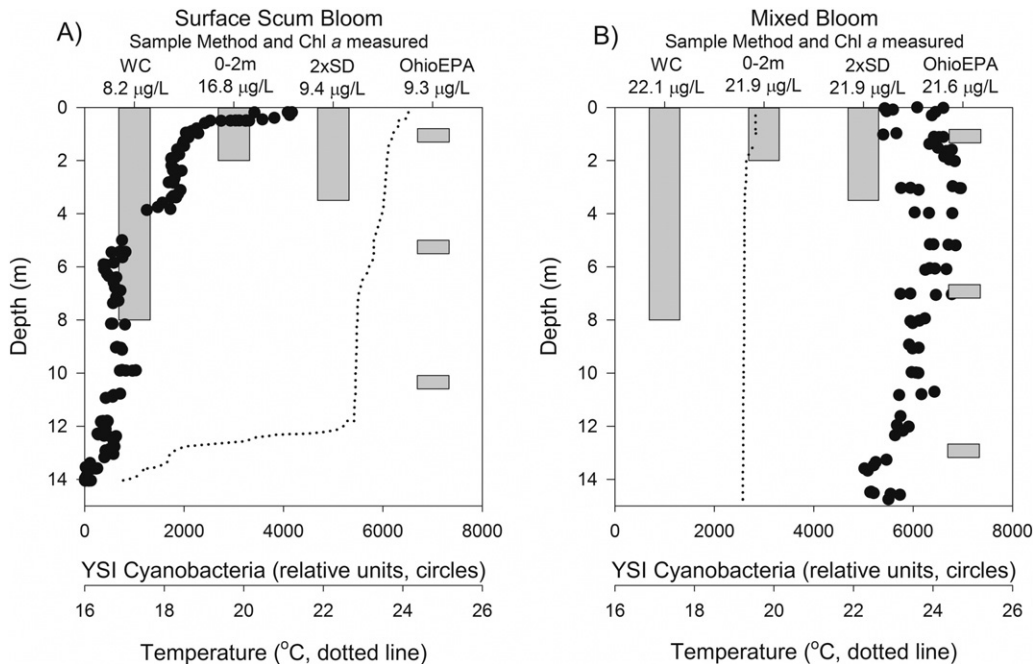 A)
Surface Scum Bloom
Sample Method and Chl a measured
WC 0-2m 2xSD OhioEPA
8.2 µg/L 16.8 µg/L 9.4 µg/L 9.3 µg/L
0
2
4
6
8
10
12
14
Depth (m)
0 2000 4000 6000 8000
YSI Cyanobacteria (relative units, circles)
16 18 20 22 24 26
Temperature (°C, dotted line)
B)
Mixed Bloom
Sample Method and Chl a measured
WC 0-2m 2xSD OhioEPA
22.1 µg/L 21.9 µg/L 21.9 µg/L 21.6 µg/L
0
2
4
6
8
10
12
14
Depth (m)
0 2000 4000 6000 8000
YSI Cyanobacteria (relative units, circles)
16 18 20 22 24 26
Temperature (°C, dotted line)